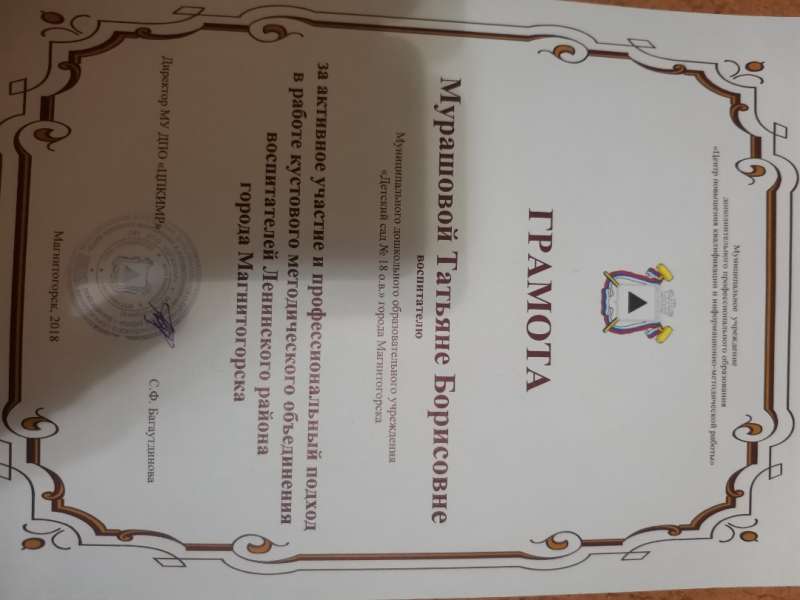 Муниципальное учреждение
дополнительного профессионального образования
«Центр повышения квалификации и информационно-методической работы»
ГРАМОТА
Мурашовой Татьяне Борисовне
воспитателю
Муниципального дошкольного образовательного учреждения
«Детский сад № 18 о.в.» города Магнитогорска
за активное участие и профессиональный подход
в работе кустового методического объединения
воспитателей Ленинского района
города Магнитогорска
Директор МУ ДПО «ЦПКИМР»
С.Ф. Багаутдинова
Магнитогорск, 2018